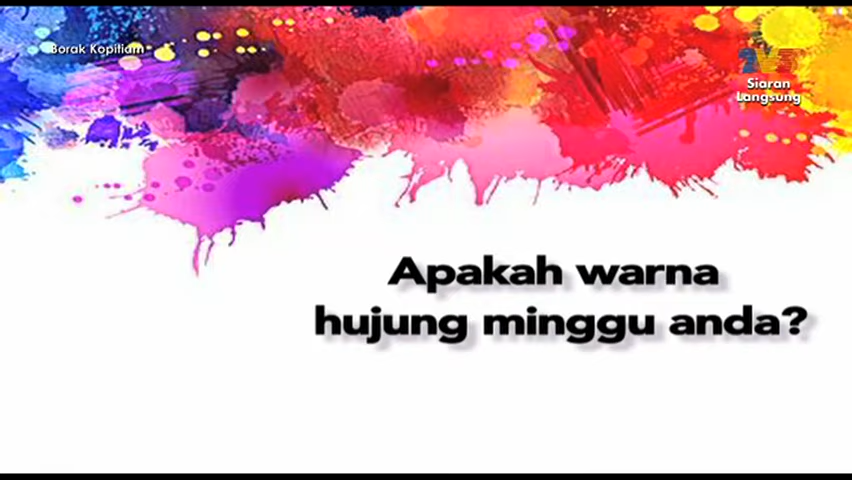 Borak Kopitiam
Siaran
Langsung
Apakah warna
hujung minggu anda?